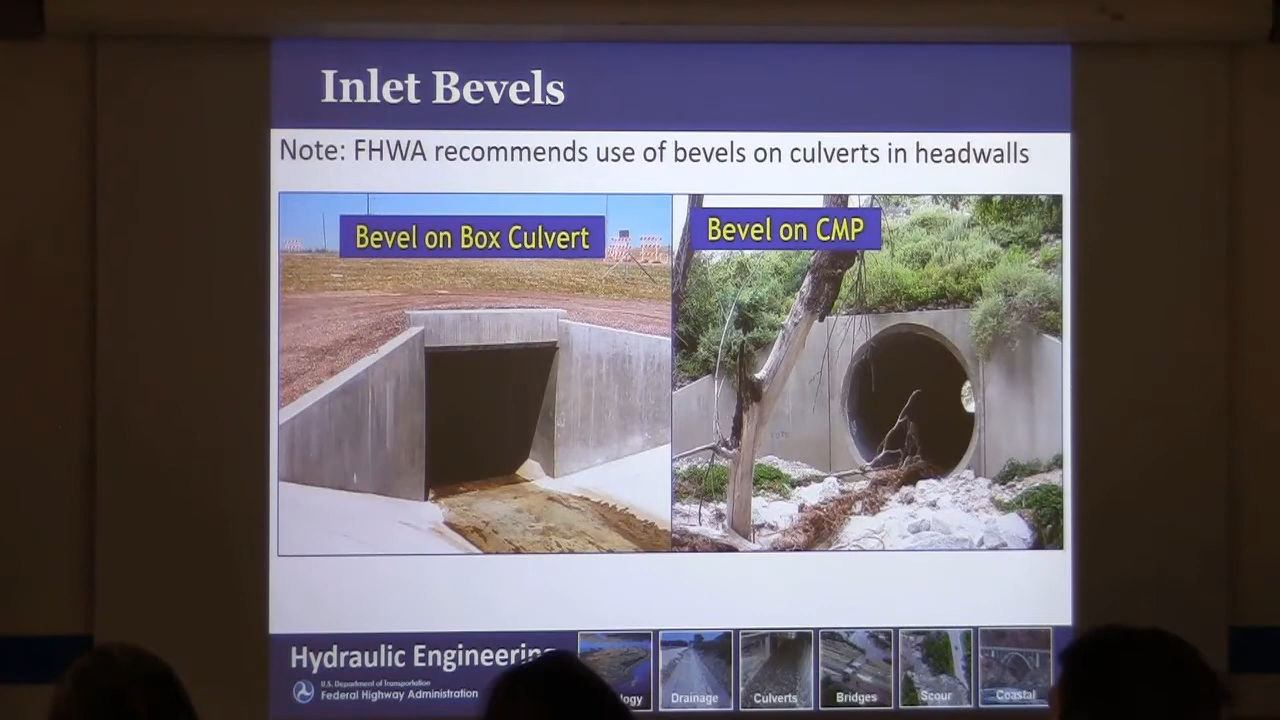 Inlet Bevels
Note: FHWA recommends use of bevels on culverts in headwalls
Bevel on Box Culvert
Bevel on CMP
Hydraulic Engineering
U.S. Department of Transportation
Federal Highway Administration
Drainage
Culverts
Bridges
Scour
Coastal